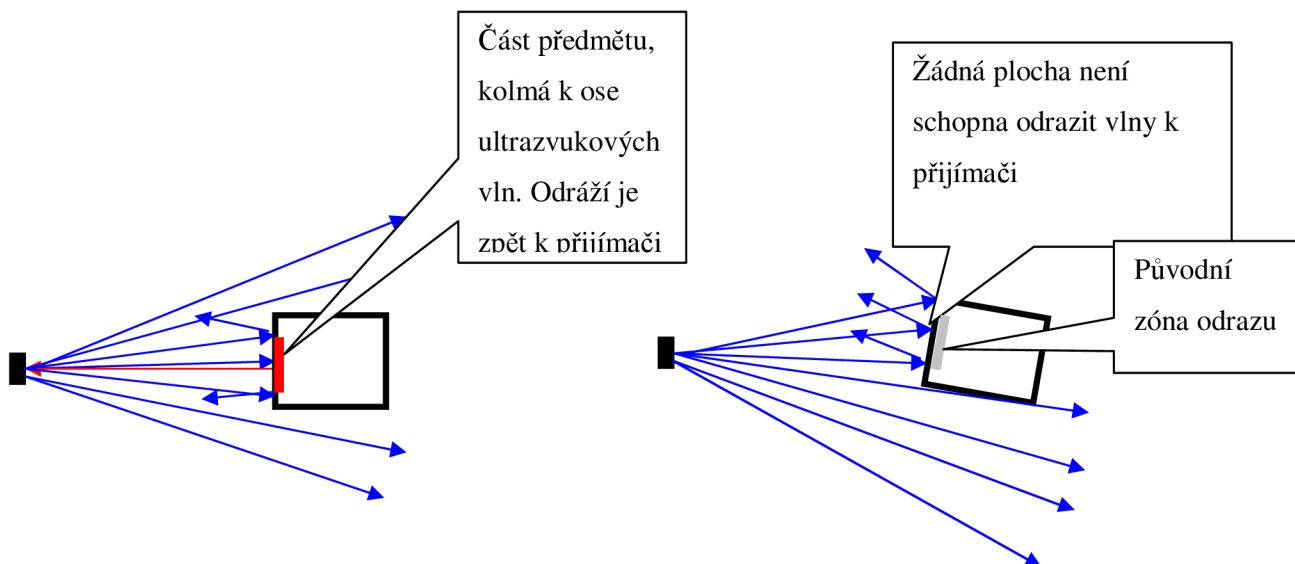 Část předmětu,
kolmá k ose
ultrazvukových
vln. Odráží je
zpět k přijímači
Žádná plocha není
schopna odrazit vlny k
přijímači
Původní
zóna odrazu